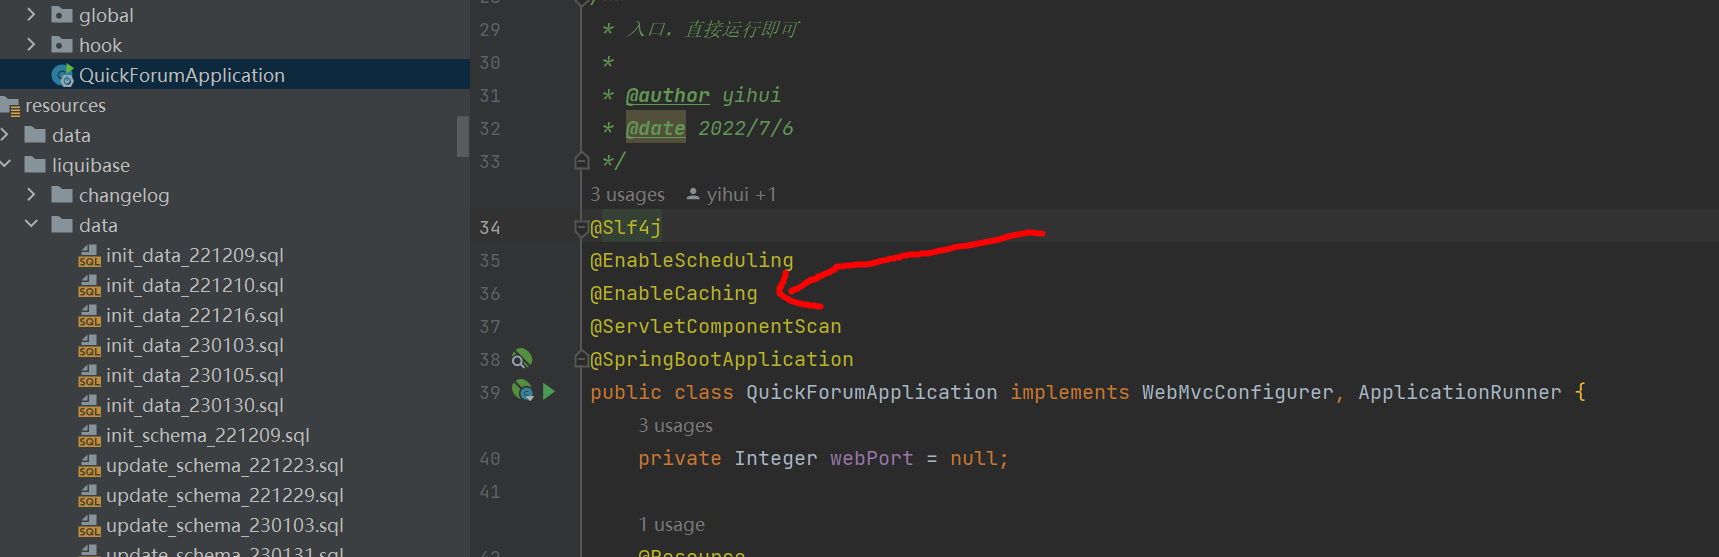 global
hook
QuickForumApplication
resources
data
liquibase
changelog
data
init_data_221209.sql
init_data_221210.sql
init_data_221216.sql
init_data_230103.sql
init_data_230105.sql
init_data_230130.sql
init_schema_221209.sql
update_schema_221223.sql
update_schema_221229.sql
update_schema_230103.sql
update_schema_230131.sql
28 /**
29 * 入口，直接运行即可
30 *
31 * @author yihui
32 * @date 2022/7/6
33 */
3 usages yihui +1
34 @Slf4j
35 @EnableScheduling
36 @EnableCaching
37 @ServletComponentScan
38 @SpringBootApplication
39 public class QuickForumApplication implements WebMvcConfigurer, ApplicationRunner {
3 usages
40 private Integer webPort = null;
41
1 usage
42 @Resource